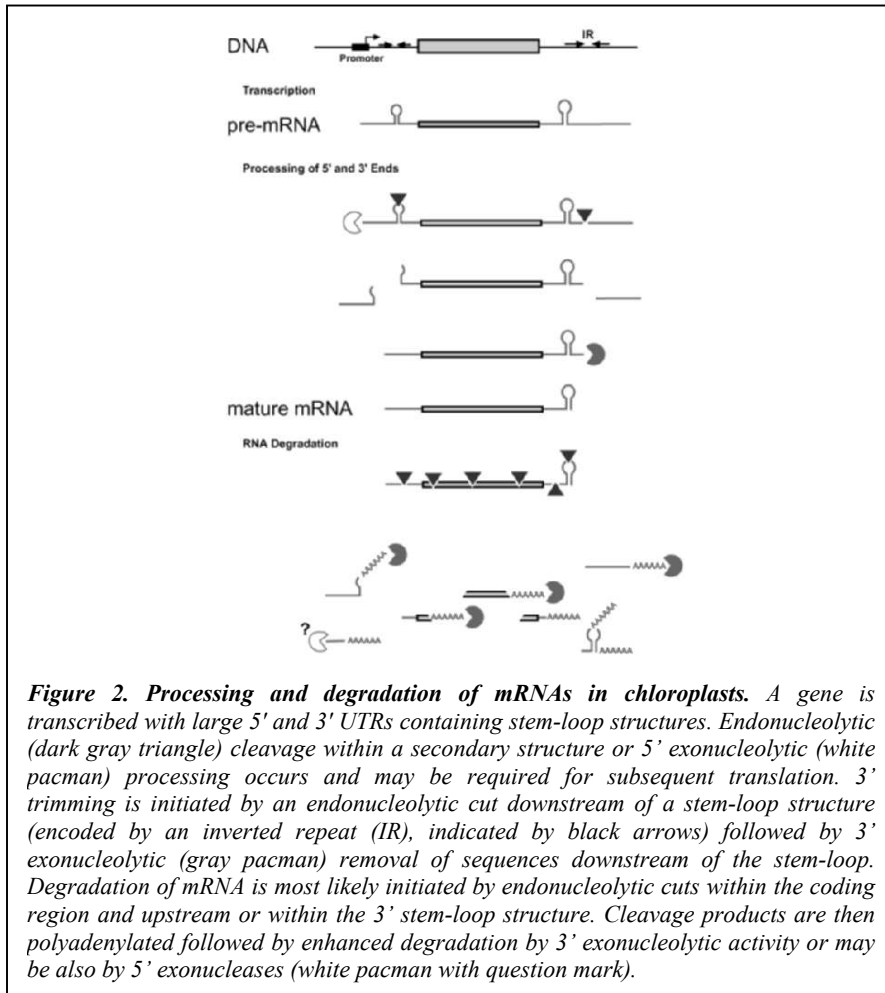 DNA
IR
Promoter
Transcription
pre-mRNA
Processing of 5' and 3' Ends
mature mRNA
RNA Degradation
?
Figure 2. Processing and degradation of mRNAs in chloroplasts. A gene is
transcribed with large 5' and 3' UTRs containing stem-loop structures. Endonucleolytic
(dark gray triangle) cleavage within a secondary structure or 5’ exonucleolytic (white
pacman) processing occurs and may be required for subsequent translation. 3’
trimming is initiated by an endonucleolytic cut downstream of a stem-loop structure
(encoded by an inverted repeat (IR), indicated by black arrows) followed by 3’
exonucleolytic (gray pacman) removal of sequences downstream of the stem-loop.
Degradation of mRNA is most likely initiated by endonucleolytic cuts within the coding
region and upstream or within the 3’ stem-loop structure. Cleavage products are then
polyadenylated followed by enhanced degradation by 3’ exonucleolytic activity or may
be also by 5’ exonucleases (white pacman with question mark).